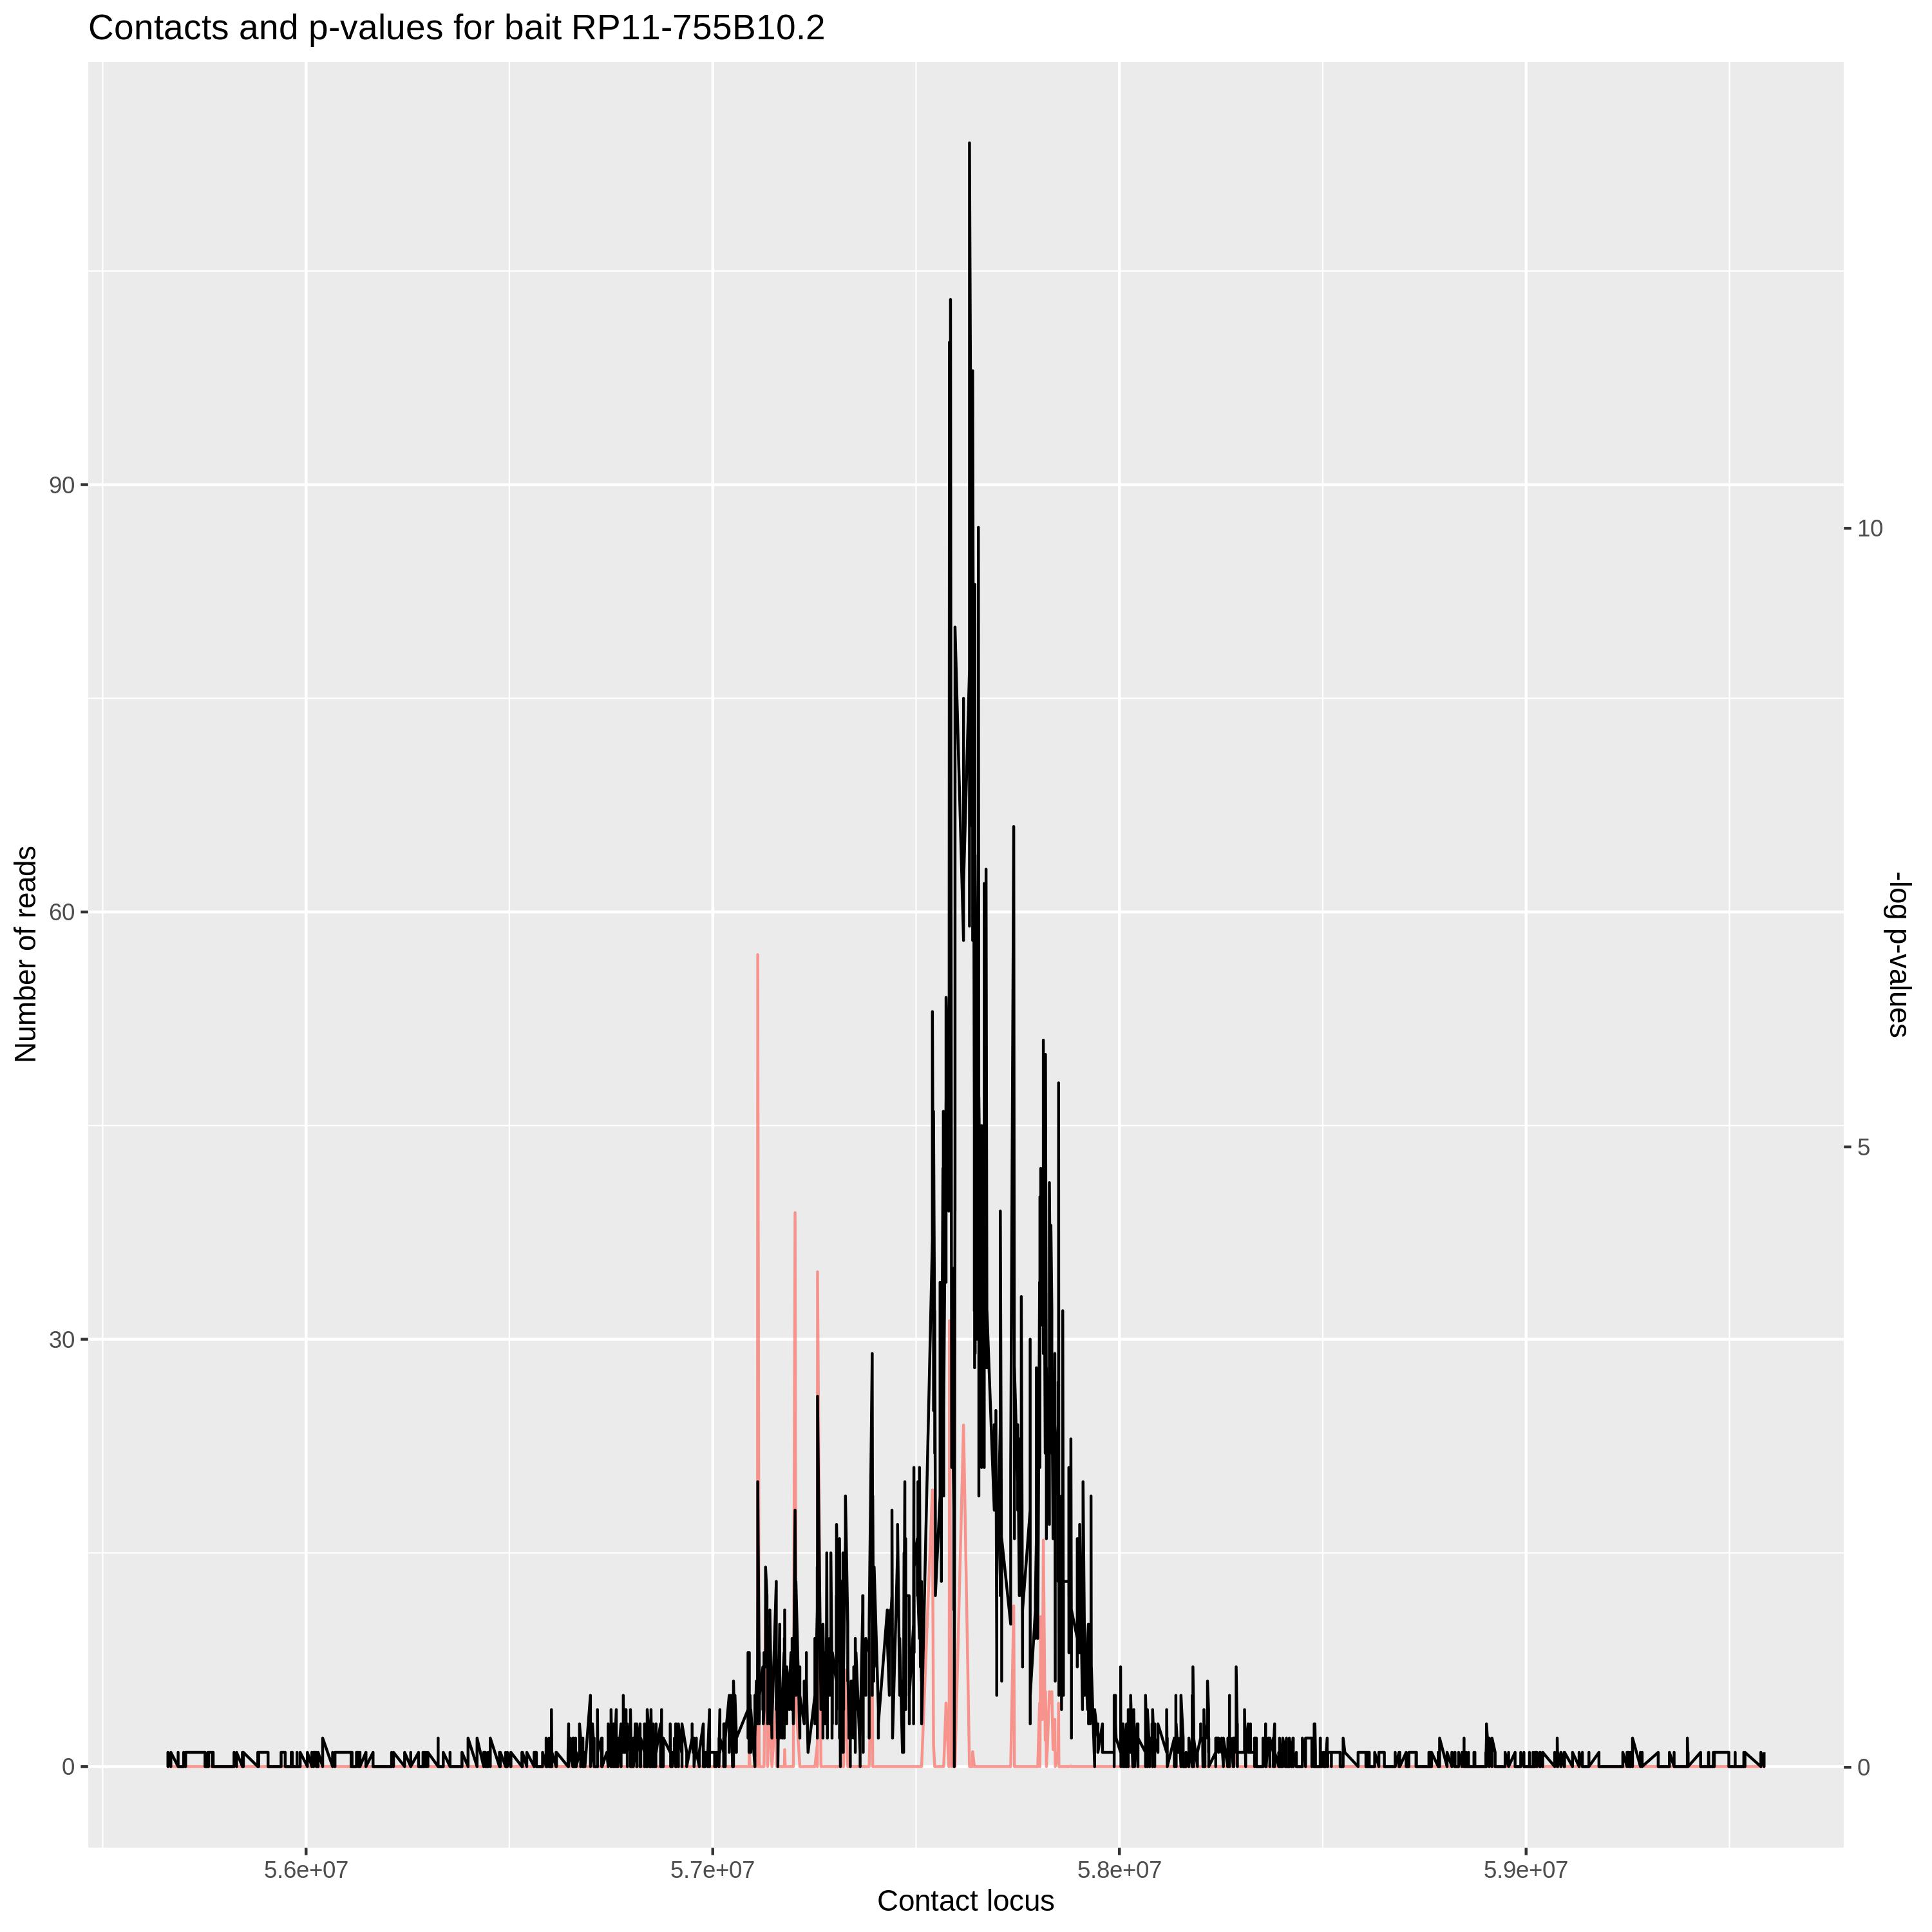 Contacts and p-values for bait RP11-755B10.2
Number of reads
90
60
30
0
10
5
0
-log p-values
5.6e+07
5.7e+07
5.8e+07
5.9e+07
Contact locus